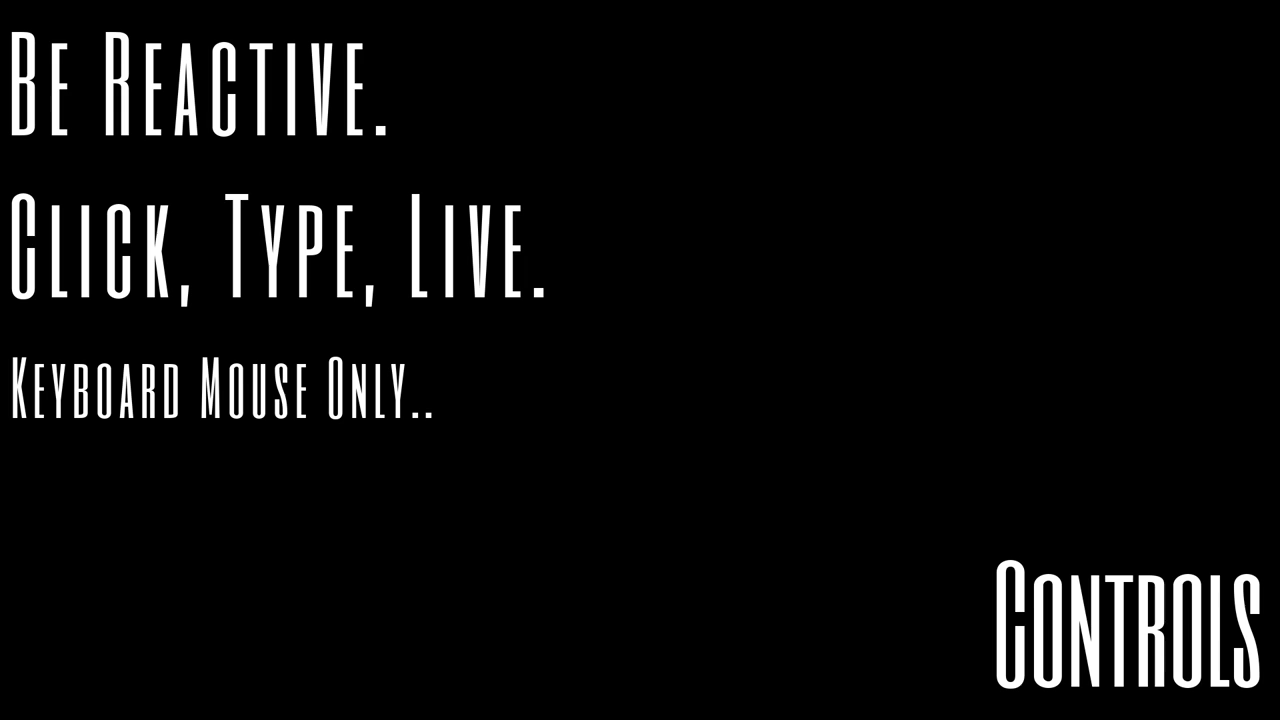 Be Reactive.
Click, Type, Live.
Keyboard Mouse Only..
Controls